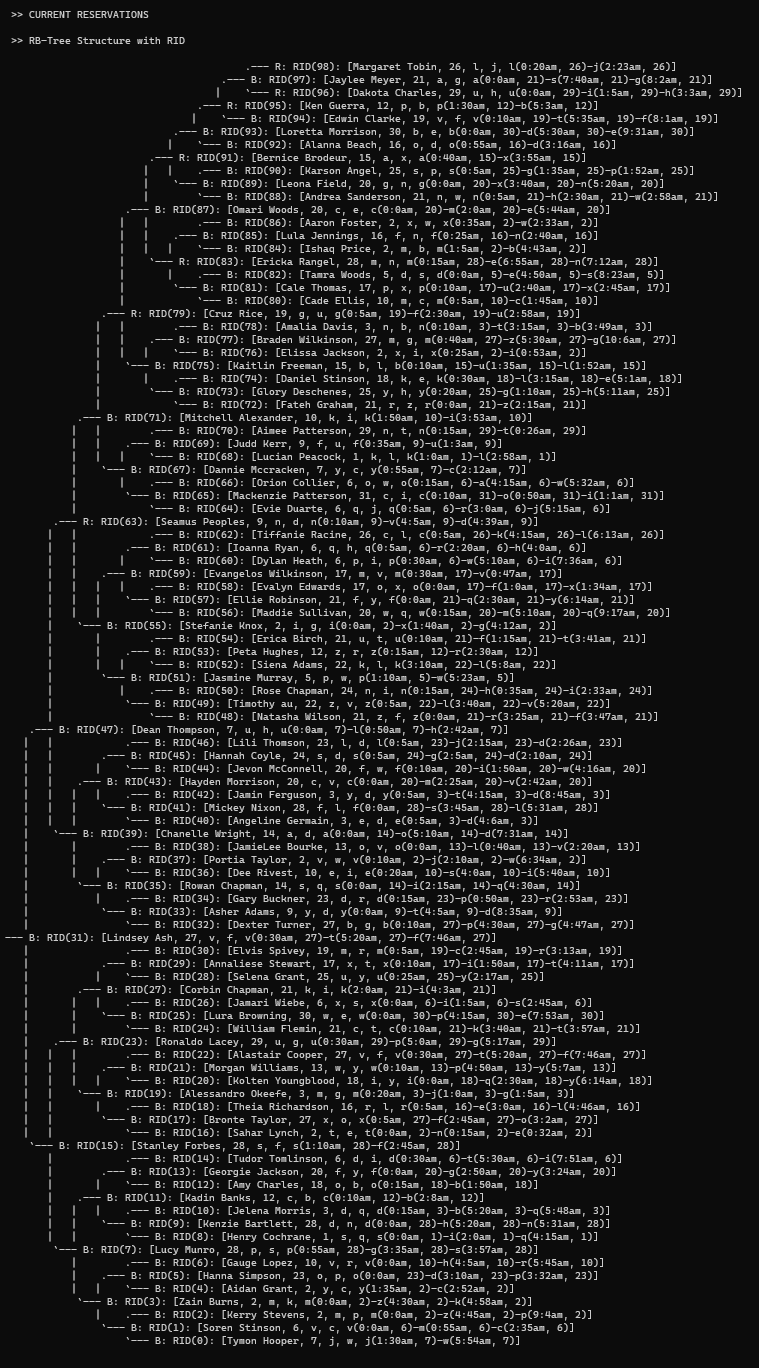 >> CURRENT RESERVATIONS
>> RB-Tree Structure with RID
.--- R: RID(98): [Margaret Tobin, 26, l, j, l(0:20am, 26)-j(2:23am, 26)]
.--- B: RID(97): [Jaylee Meyer, 21, a, g, a(0:0am, 21)-s(7:40am, 21)-g(8:2am, 21)]
| `--- R: RID(96): [Dakota Charles, 29, u, h, u(0:0am, 29)-i(1:5am, 29)-h(3:3am, 29)]
.--- R: RID(95): [Ken Guerra, 12, p, b, p(1:30am, 12)-b(5:3am, 12)]
| `--- B: RID(94): [Edwin Clarke, 19, v, f, v(0:10am, 19)-t(5:35am, 19)-f(8:1am, 19)]
.--- B: RID(93): [Loretta Morrison, 30, b, e, b(0:0am, 30)-d(5:30am, 30)-e(9:31am, 30)]
| `--- B: RID(92): [Alanna Beach, 16, o, d, o(0:55am, 16)-d(3:16am, 16)]
.--- R: RID(91): [Bernice Brodeur, 15, a, x, a(0:40am, 15)-x(3:55am, 15)]
| | .--- B: RID(90): [Karson Angel, 25, s, p, s(0:5am, 25)-g(1:35am, 25)-p(1:52am, 25)]
| `--- B: RID(89): [Leona Field, 20, g, n, g(0:0am, 20)-x(3:40am, 20)-n(5:20am, 20)]
| `--- B: RID(88): [Andrea Sanderson, 21, n, w, n(0:5am, 21)-h(2:30am, 21)-w(2:58am, 21)]
.--- B: RID(87): [Omari Woods, 20, c, e, c(0:0am, 20)-m(2:0am, 20)-e(5:44am, 20)]
| | .--- B: RID(86): [Aaron Foster, 2, x, w, x(0:35am, 2)-w(2:33am, 2)]
| | .--- B: RID(85): [Lula Jennings, 16, f, n, f(0:25am, 16)-n(2:40am, 16)]
| | | `--- B: RID(84): [Ishaq Price, 2, m, b, m(1:5am, 2)-b(4:43am, 2)]
| `--- R: RID(83): [Ericka Rangel, 28, m, n, m(0:15am, 28)-e(6:55am, 28)-n(7:12am, 28)]
| | .--- B: RID(82): [Tamra Woods, 5, d, s, d(0:0am, 5)-e(4:50am, 5)-s(8:23am, 5)]
| `--- B: RID(81): [Cale Thomas, 17, p, x, p(0:10am, 17)-u(2:40am, 17)-x(2:45am, 17)]
| `--- B: RID(80): [Cade Ellis, 10, m, c, m(0:5am, 10)-c(1:45am, 10)]
.--- R: RID(79): [Cruz Rice, 19, g, u, g(0:5am, 19)-f(2:30am, 19)-u(2:58am, 19)]
| | .--- B: RID(78): [Amalia Davis, 3, n, b, n(0:10am, 3)-t(3:15am, 3)-b(3:49am, 3)]
| | .--- B: RID(77): [Braden Wilkinson, 27, m, g, m(0:40am, 27)-z(5:30am, 27)-g(10:6am, 27)]
| | | `--- B: RID(76): [Elissa Jackson, 2, x, i, x(0:25am, 2)-i(0:53am, 2)]
| `--- B: RID(75): [Kaitlin Freeman, 15, b, l, b(0:10am, 15)-u(1:35am, 15)-l(1:52am, 15)]
| | .--- B: RID(74): [Daniel Stinson, 18, k, e, k(0:30am, 18)-l(3:15am, 18)-e(5:1am, 18)]
| `--- B: RID(73): [Glory Deschenes, 25, y, h, y(0:20am, 25)-g(1:10am, 25)-h(5:11am, 25)]
| `--- B: RID(72): [Fateh Graham, 21, r, z, r(0:0am, 21)-z(2:15am, 21)]
.--- B: RID(71): [Mitchell Alexander, 10, k, i, k(1:50am, 10)-i(3:53am, 10)]
| | .--- B: RID(70): [Aimee Patterson, 29, n, t, n(0:15am, 29)-t(0:26am, 29)]
| | .--- B: RID(69): [Judd Kerr, 9, f, u, f(0:35am, 9)-u(1:3am, 9)]
| | | `--- B: RID(68): [Lucian Peacock, 1, k, l, k(1:0am, 1)-l(2:58am, 1)]
| `--- B: RID(67): [Dannie Mccracken, 7, y, c, y(0:55am, 7)-c(2:12am, 7)]
| | .--- B: RID(66): [Orion Collier, 6, o, w, o(0:15am, 6)-a(4:15am, 6)-w(5:32am, 6)]
| `--- B: RID(65): [Mackenzie Patterson, 31, c, i, c(0:10am, 31)-o(0:50am, 31)-i(1:1am, 31)]
| `--- B: RID(64): [Evie Duarte, 6, q, j, q(0:5am, 6)-r(3:0am, 6)-j(5:15am, 6)]
.--- R: RID(63): [Seamus Peoples, 9, n, d, n(0:10am, 9)-v(4:5am, 9)-d(4:39am, 9)]
| | .--- B: RID(62): [Tiffanie Racine, 26, c, l, c(0:5am, 26)-k(4:15am, 26)-l(6:13am, 26)]
| | .--- B: RID(61): [Ioanna Ryan, 6, q, h, q(0:5am, 6)-r(2:20am, 6)-h(4:0am, 6)]
| | | `--- B: RID(60): [Dylan Heath, 6, p, i, p(0:30am, 6)-w(5:10am, 6)-i(7:36am, 6)]
| | .--- B: RID(59): [Evangelos Wilkinson, 17, m, v, m(0:30am, 17)-v(0:47am, 17)]
| | | | .--- B: RID(58): [Evalyn Edwards, 17, o, x, o(0:0am, 17)-f(1:0am, 17)-x(1:34am, 17)]
| | | `--- B: RID(57): [Ellie Robinson, 21, f, y, f(0:0am, 21)-q(2:30am, 21)-y(6:14am, 21)]
| | | `--- B: RID(56): [Maddie Sullivan, 20, w, q, w(0:15am, 20)-m(5:10am, 20)-q(9:17am, 20)]
| `--- B: RID(55): [Stefanie Knox, 2, i, g, i(0:0am, 2)-x(1:40am, 2)-g(4:12am, 2)]
| | .--- B: RID(54): [Erica Birch, 21, u, t, u(0:10am, 21)-f(1:15am, 21)-t(3:41am, 21)]
| | .--- B: RID(53): [Peta Hughes, 12, z, r, z(0:15am, 12)-r(2:30am, 12)]
| | | `--- B: RID(52): [Siena Adams, 22, k, l, k(3:10am, 22)-l(5:8am, 22)]
| `--- B: RID(51): [Jasmine Murray, 5, p, w, p(1:10am, 5)-w(5:23am, 5)]
| | .--- B: RID(50): [Rose Chapman, 24, n, i, n(0:15am, 24)-h(0:35am, 24)-i(2:33am, 24)]
| `--- B: RID(49): [Timothy au, 22, z, v, z(0:5am, 22)-l(3:40am, 22)-v(5:20am, 22)]
| `--- B: RID(48): [Natasha Wilson, 21, z, f, z(0:0am, 21)-r(3:25am, 21)-f(3:47am, 21)]
.--- B: RID(47): [Dean Thompson, 7, u, h, u(0:0am, 7)-l(0:50am, 7)-h(2:42am, 7)]
| | .--- B: RID(46): [Lili Thomson, 23, l, d, l(0:5am, 23)-j(2:15am, 23)-d(2:26am, 23)]
| | .--- B: RID(45): [Hannah Coyle, 24, s, d, s(0:5am, 24)-g(2:5am, 24)-d(2:10am, 24)]
| | | `--- B: RID(44): [Jevon McConnell, 20, f, w, f(0:10am, 20)-i(1:50am, 20)-w(4:16am, 20)]
| | .--- B: RID(43): [Hayden Morrison, 20, c, v, c(0:0am, 20)-m(2:25am, 20)-v(2:42am, 20)]
| | | | .--- B: RID(42): [Jamin Ferguson, 3, y, d, y(0:5am, 3)-t(4:15am, 3)-d(8:45am, 3)]
| | | `--- B: RID(41): [Mickey Nixon, 28, f, l, f(0:0am, 28)-s(3:45am, 28)-l(5:31am, 28)]
| | | `--- B: RID(40): [Angeline Germain, 3, e, d, e(0:5am, 3)-d(4:6am, 3)]
| `--- B: RID(39): [Chanelle Wright, 14, a, d, a(0:0am, 14)-o(5:10am, 14)-d(7:31am, 14)]
| | .--- B: RID(38): [JamieLee Bourke, 13, o, v, o(0:0am, 13)-l(0:40am, 13)-v(2:20am, 13)]
| | .--- B: RID(37): [Portia Taylor, 2, v, w, v(0:10am, 2)-j(2:10am, 2)-w(6:34am, 2)]
| | | `--- B: RID(36): [Dee Rivest, 10, e, i, e(0:20am, 10)-s(4:0am, 10)-i(5:40am, 10)]
| `--- B: RID(35): [Rowan Chapman, 14, s, q, s(0:0am, 14)-i(2:15am, 14)-q(4:30am, 14)]
| | .--- B: RID(34): [Gary Buckner, 23, d, r, d(0:15am, 23)-p(0:50am, 23)-r(2:53am, 23)]
| `--- B: RID(33): [Asher Adams, 9, y, d, y(0:0am, 9)-t(4:5am, 9)-d(8:35am, 9)]
| `--- B: RID(32): [Dexter Turner, 27, b, g, b(0:10am, 27)-p(4:30am, 27)-g(4:47am, 27)]
--- B: RID(31): [Lindsey Ash, 27, v, f, v(0:30am, 27)-t(5:20am, 27)-f(7:46am, 27)]
| .--- B: RID(30): [Elvis Spivey, 19, m, r, m(0:5am, 19)-c(2:45am, 19)-r(3:13am, 19)]
| .--- B: RID(29): [Annaliese Stewart, 17, x, t, x(0:10am, 17)-i(1:50am, 17)-t(4:11am, 17)]
| | `--- B: RID(28): [Selena Grant, 25, u, y, u(0:25am, 25)-y(2:17am, 25)]
| .--- B: RID(27): [Corbin Chapman, 21, k, i, k(2:0am, 21)-i(4:3am, 21)]
| | | .--- B: RID(26): [Jamari Wiebe, 6, x, s, x(0:0am, 6)-i(1:5am, 6)-s(2:45am, 6)]
| | `--- B: RID(25): [Lura Browning, 30, w, e, w(0:0am, 30)-p(4:15am, 30)-e(7:53am, 30)]
| | `--- B: RID(24): [William Flemin, 21, c, t, c(0:10am, 21)-k(3:40am, 21)-t(3:57am, 21)]
| .--- B: RID(23): [Ronaldo Lacey, 29, u, g, u(0:30am, 29)-p(5:0am, 29)-g(5:17am, 29)]
| | | .--- B: RID(22): [Alastair Cooper, 27, v, f, v(0:30am, 27)-t(5:20am, 27)-f(7:46am, 27)]
| | | .--- B: RID(21): [Morgan Williams, 13, w, y, w(0:10am, 13)-p(4:50am, 13)-y(5:7am, 13)]
| | | | `--- B: RID(20): [Kolten Youngblood, 18, i, y, i(0:0am, 18)-q(2:30am, 18)-y(6:14am, 18)]
| | `--- B: RID(19): [Alessandro Okeefe, 3, m, g, m(0:20am, 3)-j(1:0am, 3)-g(1:5am, 3)]
| | | .--- B: RID(18): [Theia Richardson, 16, r, l, r(0:5am, 16)-e(3:0am, 16)-l(4:46am, 16)]
| | `--- B: RID(17): [Bronte Taylor, 27, x, o, x(0:5am, 27)-f(2:45am, 27)-o(3:2am, 27)]
| | `--- B: RID(16): [Sahar Lynch, 2, t, e, t(0:0am, 2)-n(0:15am, 2)-e(0:32am, 2)]
`--- B: RID(15): [Stanley Forbes, 28, s, f, s(1:10am, 28)-f(2:45am, 28)]
| .--- B: RID(14): [Tudor Tomlinson, 6, d, i, d(0:30am, 6)-t(5:30am, 6)-i(7:51am, 6)]
| .--- B: RID(13): [Georgie Jackson, 20, f, y, f(0:0am, 20)-g(2:50am, 20)-y(3:24am, 20)]
| | `--- B: RID(12): [Amy Charles, 18, o, b, o(0:15am, 18)-b(1:50am, 18)]
| .--- B: RID(11): [Kadin Banks, 12, c, b, c(0:10am, 12)-b(2:8am, 12)]
| | | .--- B: RID(10): [Jelena Morris, 3, d, q, d(0:15am, 3)-b(5:20am, 3)-q(5:48am, 3)]
| | `--- B: RID(9): [Kenzie Bartlett, 28, d, n, d(0:0am, 28)-h(5:20am, 28)-n(5:31am, 28)]
| | `--- B: RID(8): [Henry Cochrane, 1, s, q, s(0:0am, 1)-i(2:0am, 1)-q(4:15am, 1)]
`--- B: RID(7): [Lucy Munro, 28, p, s, p(0:55am, 28)-g(3:35am, 28)-s(3:57am, 28)]
| .--- B: RID(6): [Gauge Lopez, 10, v, r, v(0:0am, 10)-h(4:5am, 10)-r(5:45am, 10)]
| .--- B: RID(5): [Hanna Simpson, 23, o, p, o(0:0am, 23)-d(3:10am, 23)-p(3:32am, 23)]
| | `--- B: RID(4): [Aidan Grant, 2, y, c, y(1:35am, 2)-c(2:52am, 2)]
`--- B: RID(3): [Zain Burns, 2, m, k, m(0:0am, 2)-z(4:30am, 2)-k(4:58am, 2)]
| .--- B: RID(2): [Kerry Stevens, 2, m, p, m(0:0am, 2)-z(4:45am, 2)-p(9:4am, 2)]
`--- B: RID(1): [Soren Stinson, 6, v, c, v(0:0am, 6)-m(0:55am, 6)-c(2:35am, 6)]
`--- B: RID(0): [Tymon Hooper, 7, j, w, j(1:30am, 7)-w(5:54am, 7)]